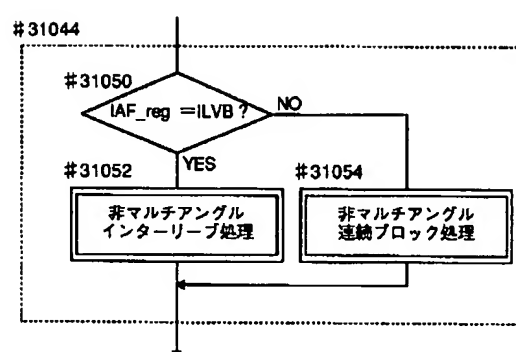 #31044
#31050
IAF_reg =ILVB ?
NO
YES
#31052
#31054
非マルチアングル
インターリーブ処理
非マルチアングル
連続ブロック処理